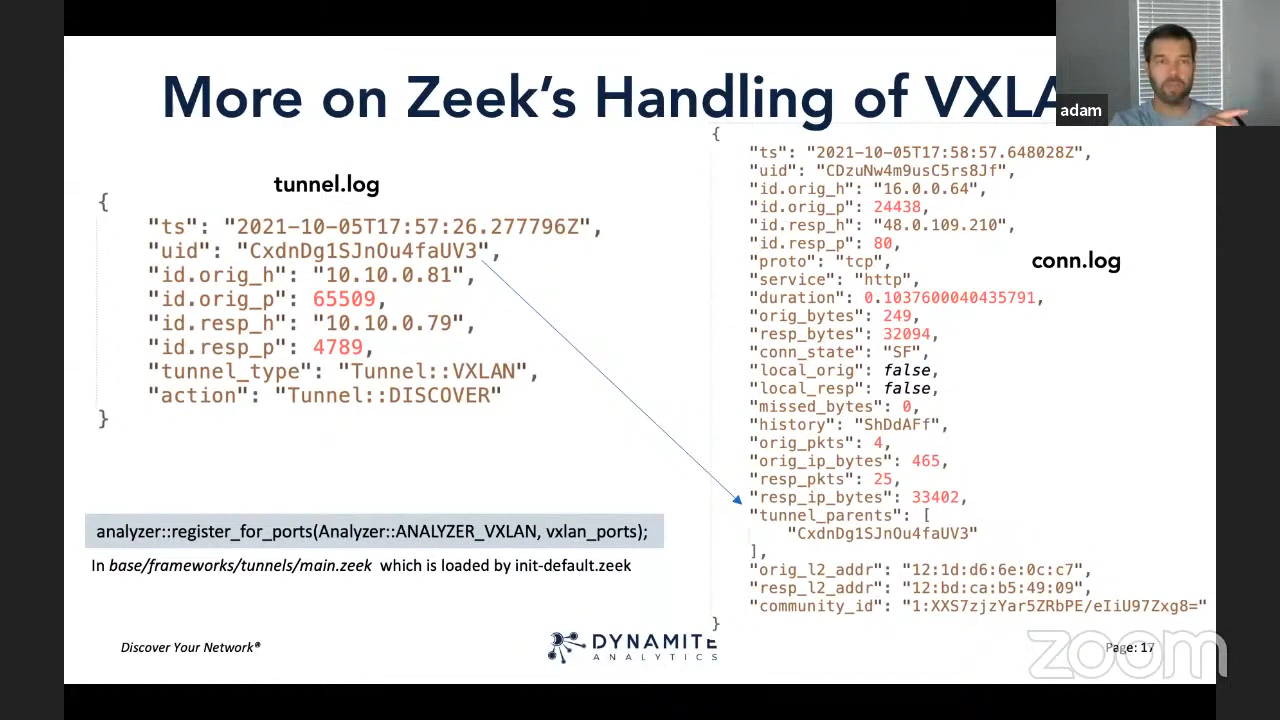 More on Zeek's Handling of VXLA
adam
tunnel.log
{
"ts": "2021-10-05T17:57:26.277796Z",
"uid": "CxdnDg1SJnOu4faUV3",
"id.orig_h": "10.10.0.81",
"id.orig_p": 65509,
"id.resp_h": "10.10.0.79",
"id.resp_p": 4789,
"tunnel_type": "Tunnel::VXLAN",
"action": "Tunnel::DISCOVER"
}
analyzer::register_for_ports(Analyzer::ANALYZER_VXLAN, vxlan_ports);
In base/frameworks/tunnels/main.zeek which is loaded by init-default.zeek
{
"ts": "2021-10-05T17:58:57.648028Z",
"uid": "CDzuNw4m9usC5rs8Jf",
"id.orig_h": "16.0.0.64",
"id.orig_p": 24438,
"id.resp_h": "48.0.109.210",
"id.resp_p": 80,
"proto": "tcp",
conn.log
"service": "http",
"duration": 0.1037600040435791,
"orig_bytes": 249,
"resp_bytes": 32094,
"conn_state": "SF",
"local_orig": false,
"local_resp": false,
"missed_bytes": 0,
"history": "ShDdAFf",
"orig_pkts": 4,
"orig_ip_bytes": 465,
"resp_pkts": 25,
"resp_ip_bytes": 33402,
"tunnel_parents": [
"CxdnDg1SJnOu4faUV3"
],
"orig_l2_addr": "12:1d:d6:6e:0c:c7",
"resp_l2_addr": "12:bd:ca:b5:49:09",
"community_id": "1:XXS7zjzYar5ZRbPE/eIiU97Zxg8="
}
Discover Your Network®
DYNAMITE
ANALYTICS
Page: 17
zoom